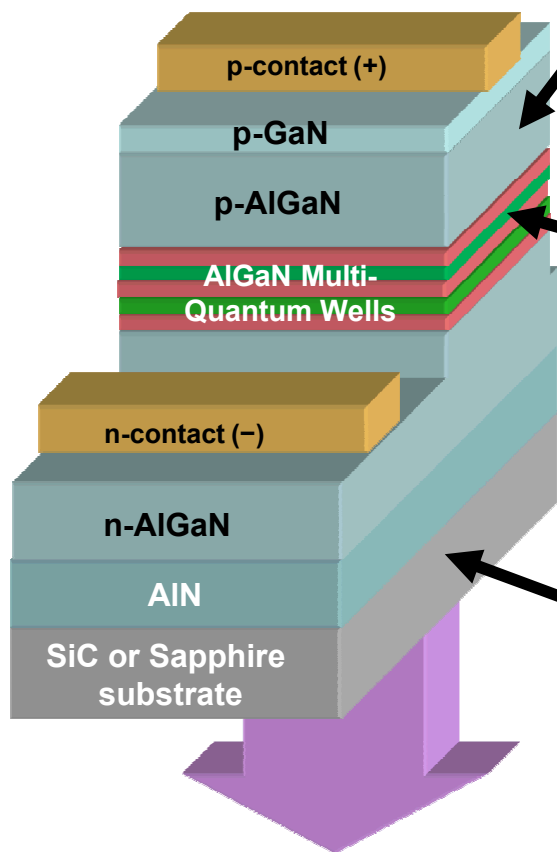 p-contact (+)
p-GaN
p-AlGaN
AlGaN Multi-
Quantum Wells
n-contact (−)
n-AlGaN
AlN
SiC or Sapphire
substrate